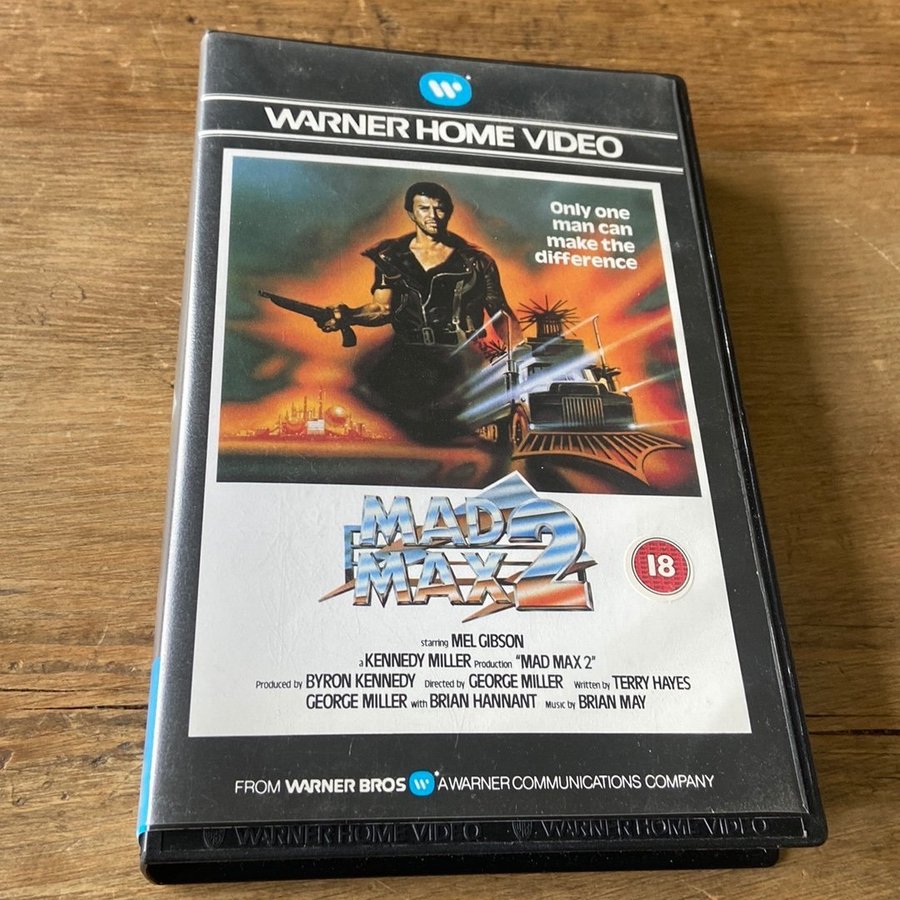 WARNER HOME VIDEO
Only one
man can
make the
difference
MAD
MAX 2
18
starring MEL GIBSON
a KENNEDY MILLER Production "MAD MAX 2"
Produced by BYRON KENNEDY Directed by GEORGE MILLER Written by TERRY HAYES
GEORGE MILLER with BRIAN HANNANT Music by BRIAN MAY
FROM WARNER BROS A WARNER COMMUNICATIONS COMPANY
WARNER HOME VIDEO WARNER HOME VIDEO